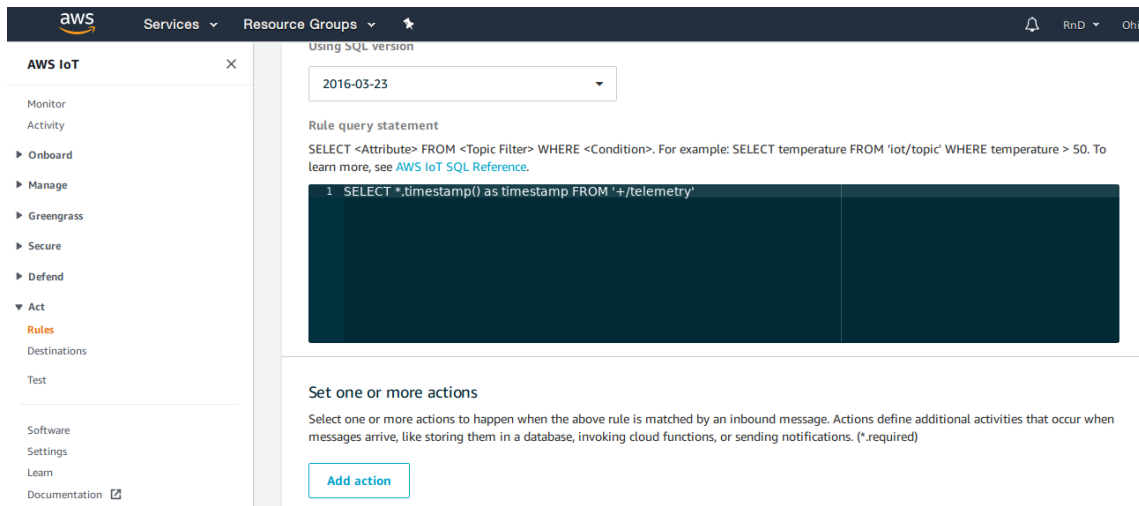 aws Services Resource Groups RnD Ohi
AWS IoT
Monitor
Activity
Onboard
Manage
Greengrass
Secure
Defend
Act
Rules
Destinations
Test
Software
Settings
Learn
Documentation
Using SQL version
2016-03-23
Rule query statement
SELECT <Attribute> FROM <Topic Filter> WHERE <Condition>. For example: SELECT temperature FROM 'iot/topic' WHERE temperature > 50. To
learn more, see AWS IoT SQL Reference.
1 SELECT *,timestamp() as timestamp FROM '+/telemetry'
Set one or more actions
Select one or more actions to happen when the above rule is matched by an inbound message. Actions define additional activities that occur when
messages arrive, like storing them in a database, invoking cloud functions, or sending notifications. (*.required)
Add action